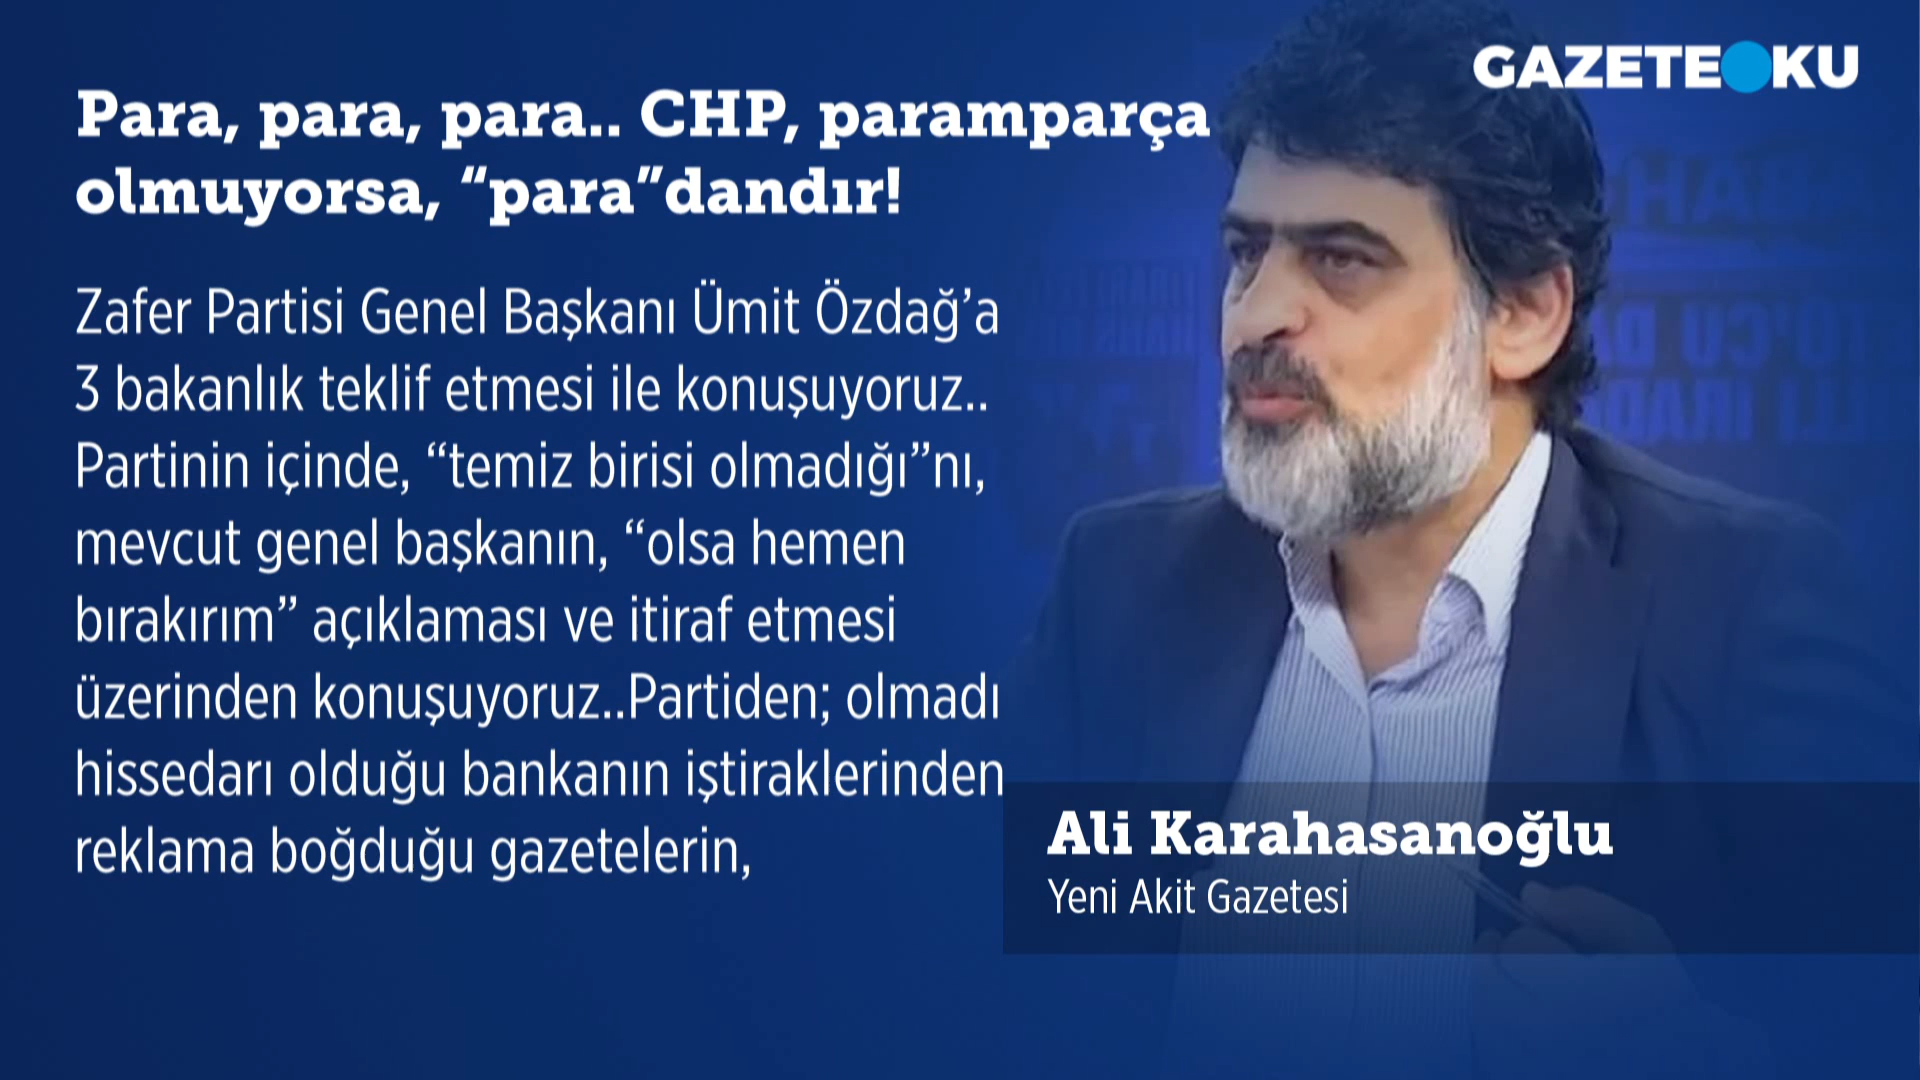 GAZETE OKU
Para, para, para.. CHP, paramparça
olmuyorsa, “para”dandır!
Zafer Partisi Genel Başkanı Ümit Özdağ’a
3 bakanlık teklif etmesi ile konuşuyoruz..
Partinin içinde, “temiz birisi olmadığı”nı,
mevcut genel başkanın, “olsa hemen
bırakırım” açıklaması ve itiraf etmesi
üzerinden konuşuyoruz..Partiden; olmadı
hissedarı olduğu bankanın iştiraklerinden
reklama boğduğu gazetelerin,
Ali Karahasanoğlu
Yeni Akit Gazetesi